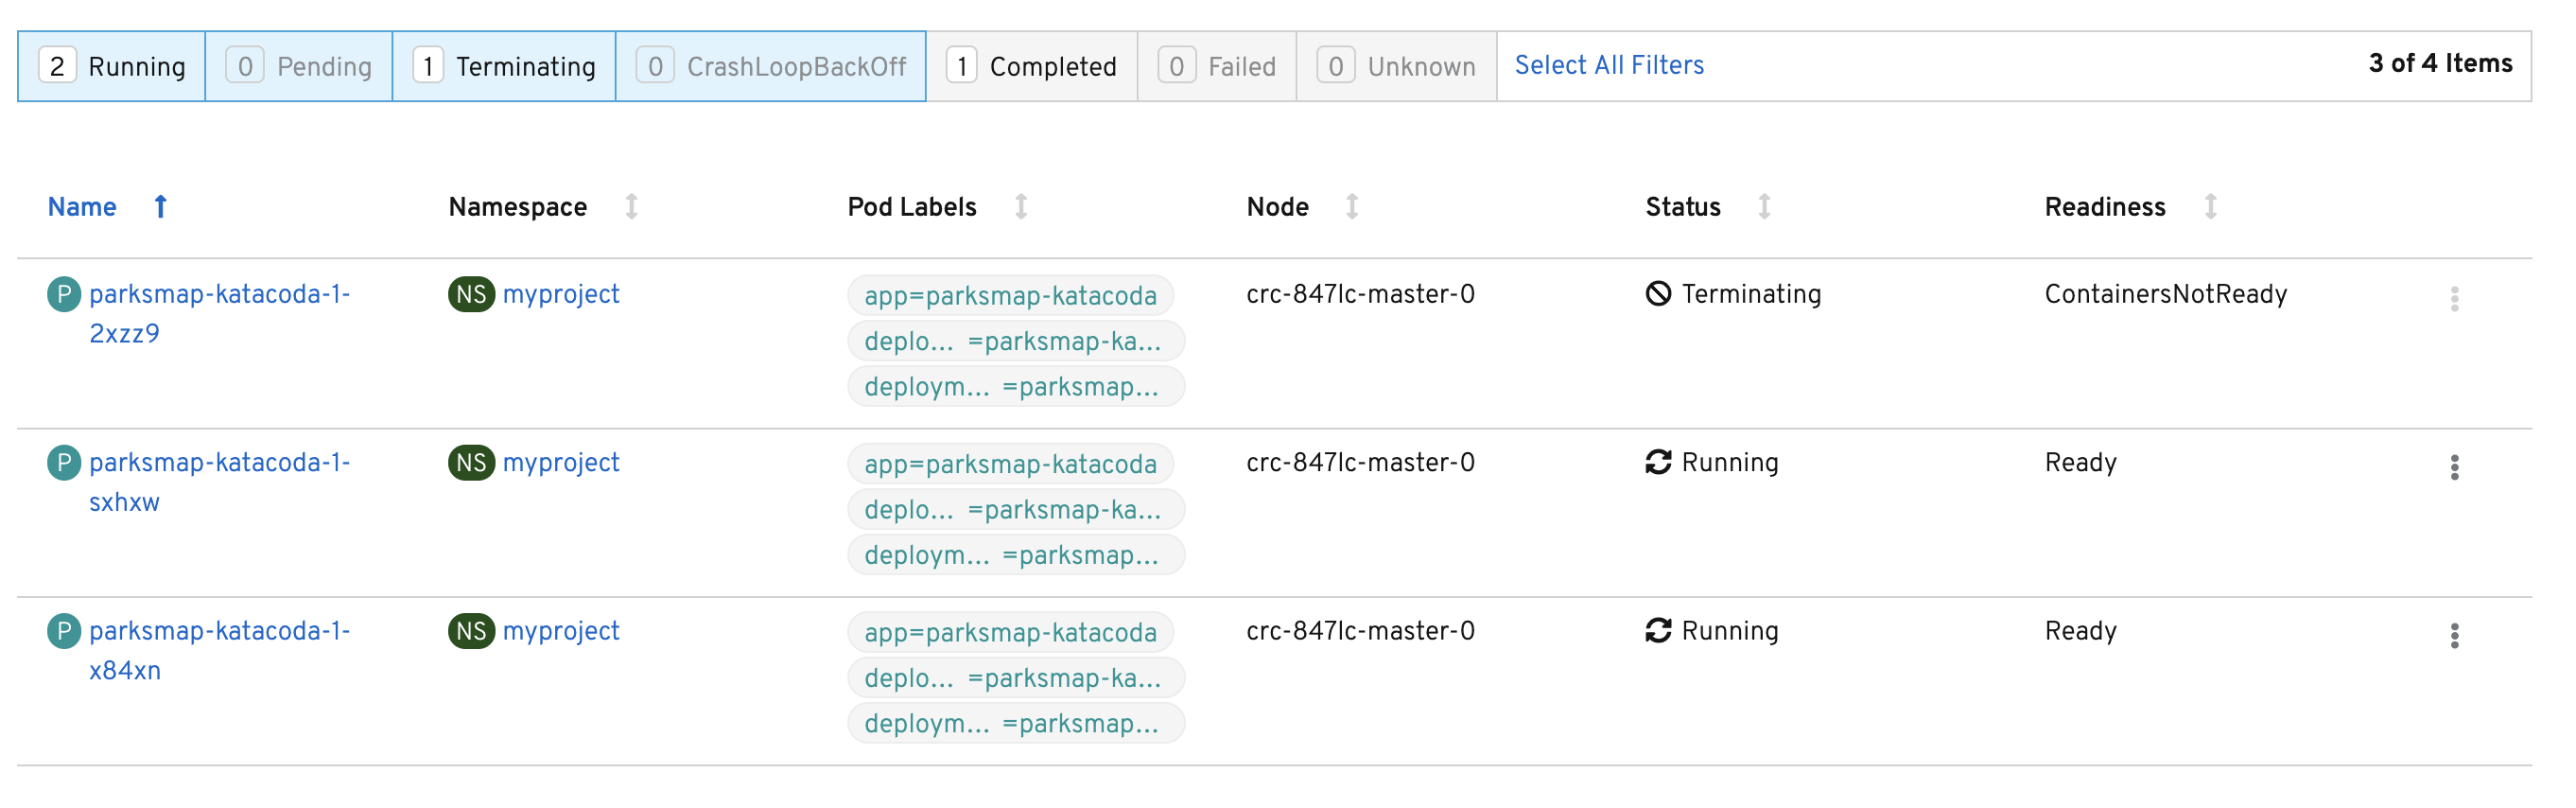 2 Running 0 Pending 1 Terminating 0 CrashLoopBackOff 1 Completed 0 Failed 0 Unknown Select All Filters 3 of 4 Items
Name Namespace Pod Labels Node Status Readiness
P parksmap-katacoda-1- NS myproject app=parksmap-katacoda crc-847lc-master-0 Terminating ContainersNotReady
2xzz9 deplo... =parksmap-ka...
deploym... =parksmap...
P parksmap-katacoda-1- NS myproject app=parksmap-katacoda crc-847lc-master-0 Running Ready
sxhxw deplo... =parksmap-ka...
deploym... =parksmap...
P parksmap-katacoda-1- NS myproject app=parksmap-katacoda crc-847lc-master-0 Running Ready
x84xn deplo... =parksmap-ka...
deploym... =parksmap...